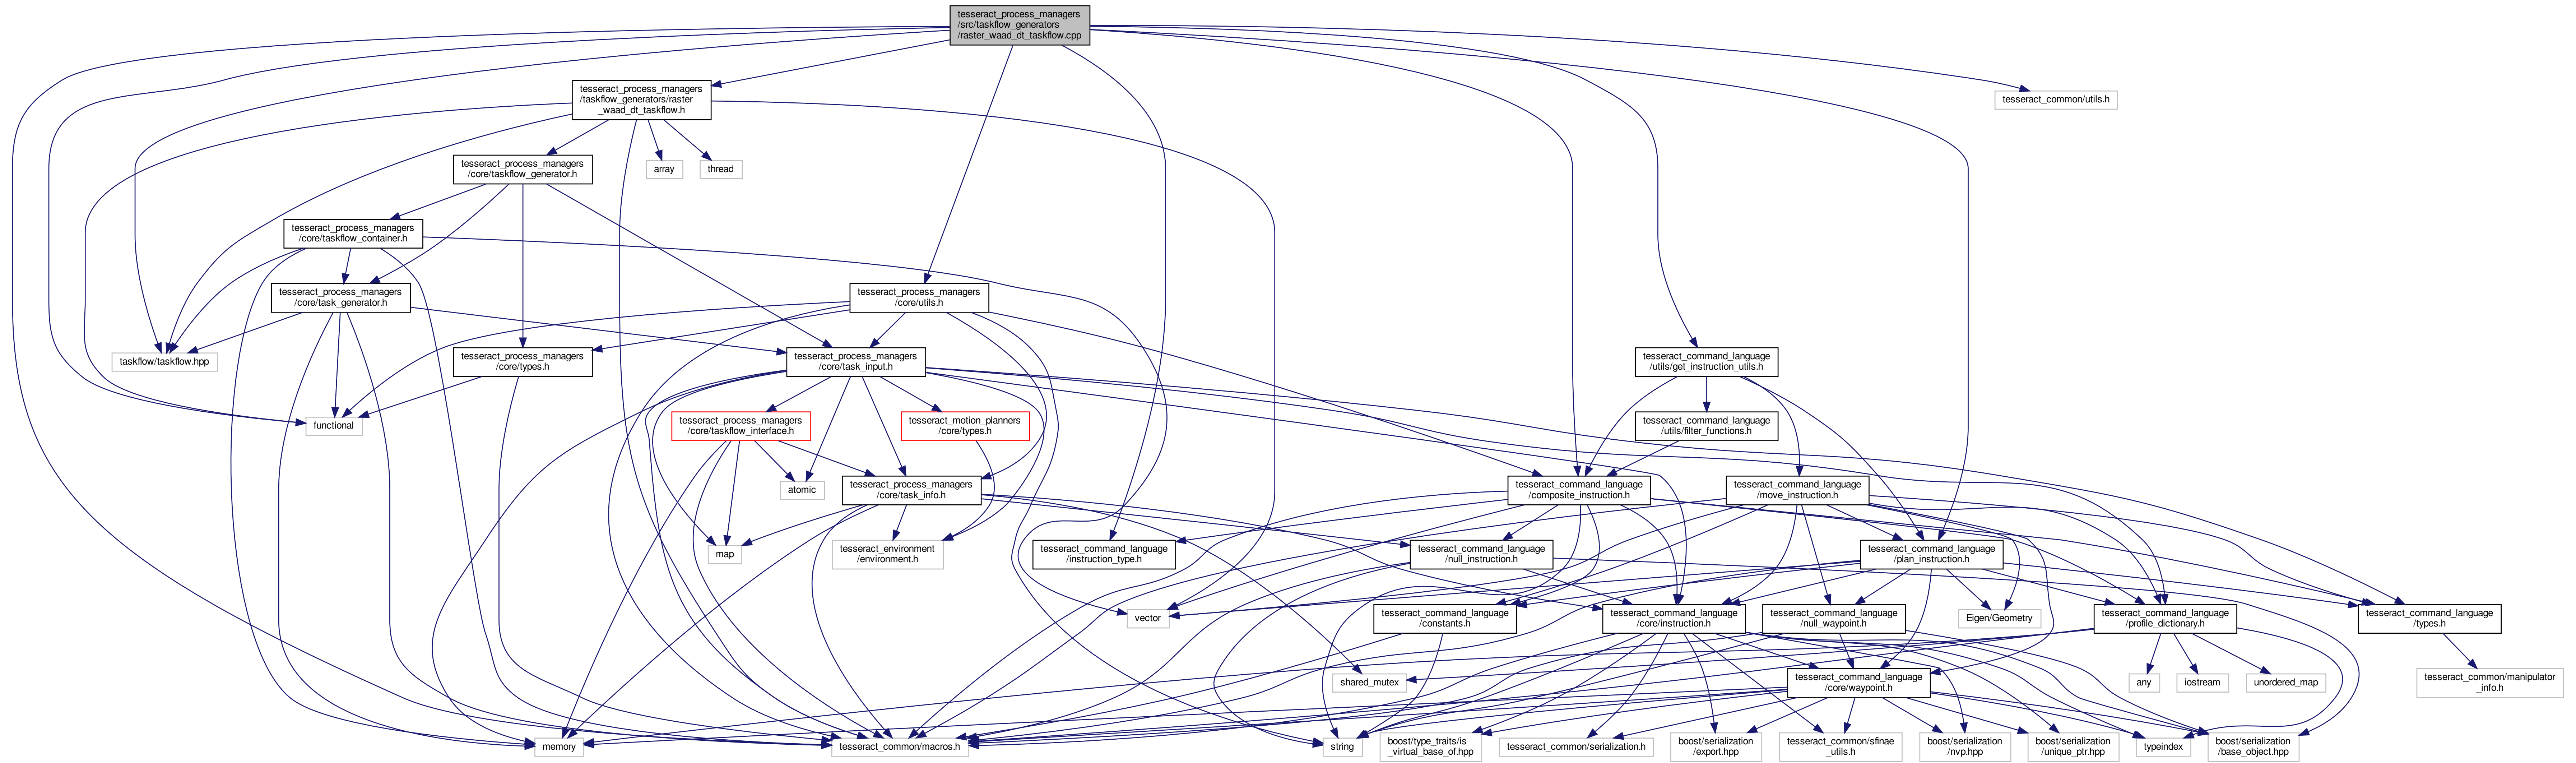 tesseract_process_managers
/src/taskflow_generators
/raster_waad_dt_taskflow.cpp
tesseract_process_managers
/taskflow_generators/raster
_waad_dt_taskflow.h
tesseract_common/utils.h
tesseract_process_managers
/core/taskflow_generator.h
array
thread
tesseract_process_managers
/core/taskflow_container.h
tesseract_process_managers
/core/task_generator.h
tesseract_process_managers
/core/utils.h
taskflow/taskflow.hpp
tesseract_process_managers
/core/types.h
tesseract_process_managers
/core/task_input.h
tesseract_command_language
/utils/get_instruction_utils.h
functional
tesseract_process_managers
/core/taskflow_interface.h
tesseract_motion_planners
/core/types.h
tesseract_command_language
/utils/filter_functions.h
atomic
tesseract_process_managers
/core/task_info.h
tesseract_command_language
/composite_instruction.h
tesseract_command_language
/move_instruction.h
map
tesseract_environment
/environment.h
tesseract_command_language
/instruction_type.h
tesseract_command_language
/null_instruction.h
tesseract_command_language
/plan_instruction.h
vector
tesseract_command_language
/constants.h
tesseract_command_language
/core/instruction.h
tesseract_command_language
/null_waypoint.h
Eigen/Geometry
tesseract_command_language
/profile_dictionary.h
tesseract_command_language
/types.h
shared_mutex
tesseract_command_language
/core/waypoint.h
any
iostream
unordered_map
tesseract_common/manipulator
_info.h
memory
tesseract_common/macros.h
string
boost/type_traits/is
_virtual_base_of.hpp
tesseract_common/serialization.h
boost/serialization
/export.hpp
tesseract_common/sfinae
_utils.h
boost/serialization
/nvp.hpp
boost/serialization
/unique_ptr.hpp
typeindex
boost/serialization
/base_object.hpp